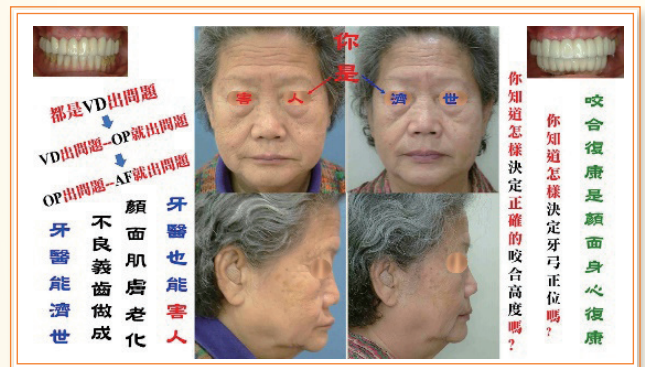 你是
害人
濟世
都是VD出問題
VD出問題--OP就出問題
OP出問題--AF就出問題
牙醫也能害人
顏面肌膚老化
不良義齒做成
牙醫能濟世
咬合復康是顏面身心復康
你知道怎樣決定牙弓正位嗎?
你知道怎樣決定正確的咬合高度嗎?